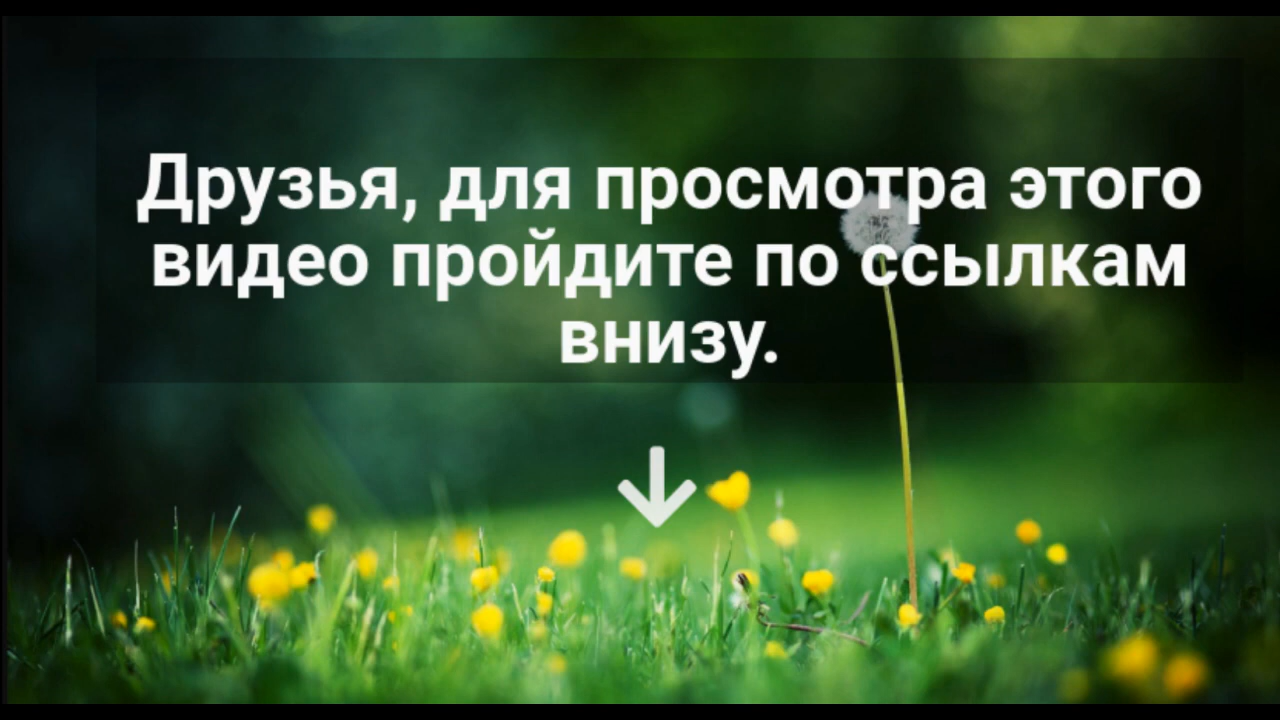 Друзья, для просмотра этого
видео пройдите по ссылкам
внизу.